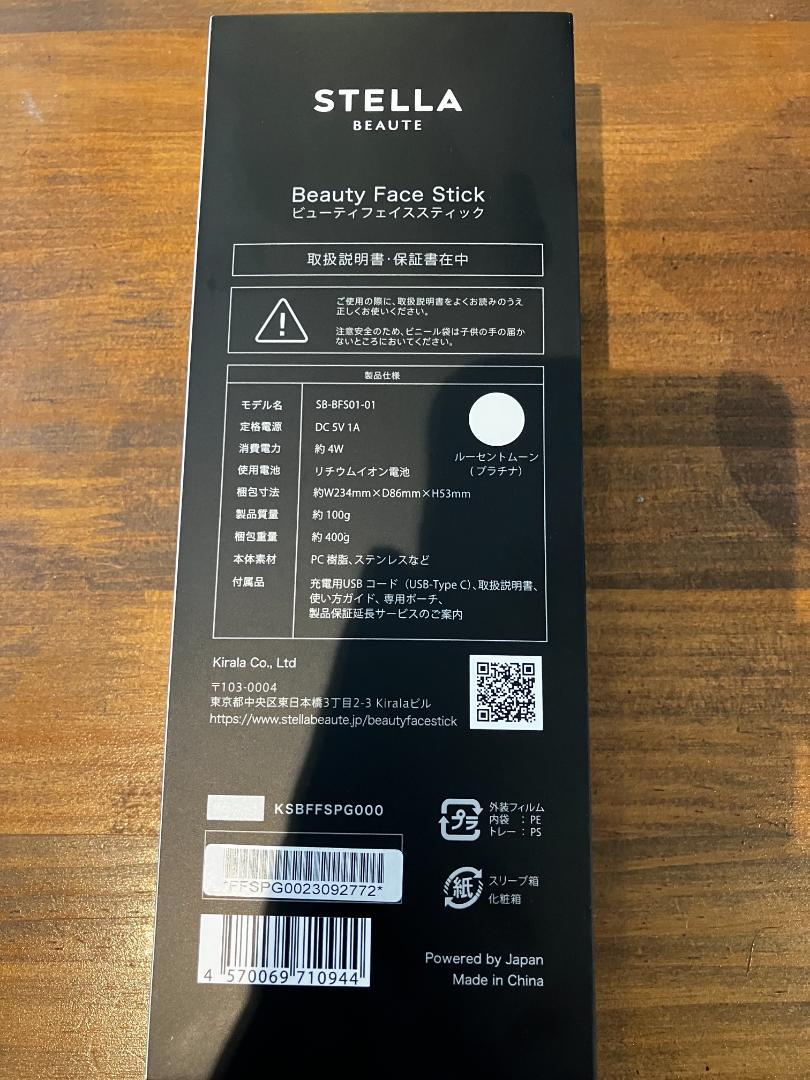 STELLA
BEAUTE
Beauty Face Stick
ビューティフェイススティック
取扱説明書・保証書在中
ご使用の際に、取扱説明書をよくお読みのうえ
正しくお使いください。
注意安全のため、ビニール袋は子供の手の届か
ないところにおいてください。
製品仕様
モデル名 SB-BFS01-01
定格電源 DC 5V 1A
消費電力 約 4W
使用電池 リチウムイオン電池
梱包寸法 約W234mm×D86mm×H53mm
製品質量 約 100g
梱包重量 約 400g
本体素材 PC 樹脂、ステンレスなど
付属品 充電用USB コード（USB-Type C）、取扱説明書、
使い方ガイド、専用ポーチ、
製品保証延長サービスのご案内
ルーセントムーン
（プラチナ）
Kirala Co., Ltd
〒103-0004
東京都中央区東日本橋3丁目2-3 Kiralaビル
https://www.stellabeaute.jp/beautyfacestick
KSBFFSPG000
*FFSPG0023092772*
4 570069 710944
プラ
外装フィルム
内袋 ：PE
トレー：PS
紙
スリーブ箱
化粧箱
Powered by Japan
Made in China